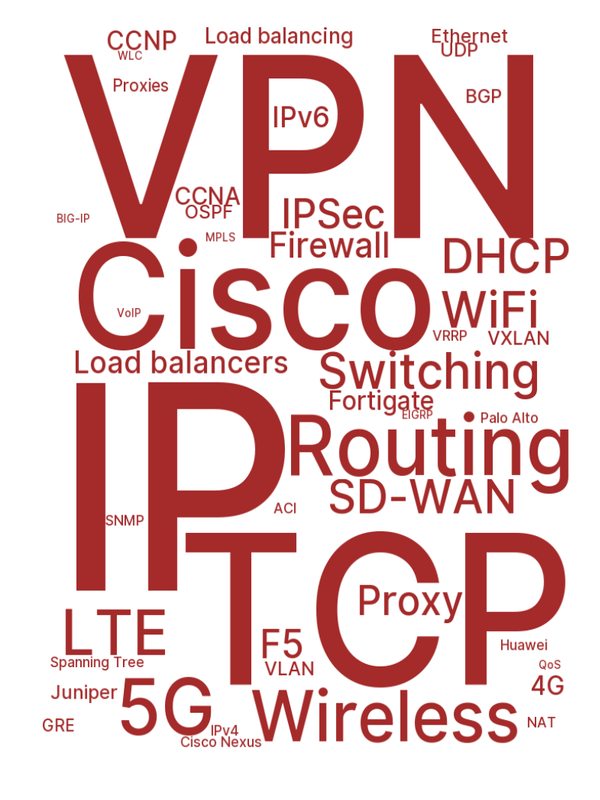 CCNP
Load balancing
Ethernet
WLC
UDP
Proxies
BGP
VPN
IPv6
CCNA
OSPF
IPSec
BIG-IP
MPLS
Firewall
DHCP
Cisco
WiFi
VoIP
VRRP
VXLAN
Load balancers
Switching
Fortigate
EIGRP
Palo Alto
IP
Routing
SD-WAN
ACI
SNMP
TCP
Proxy
LTE
F5
Huawei
Spanning Tree
VLAN
QoS
4G
Juniper
5G
Wireless
GRE
IPv4
NAT
Cisco Nexus